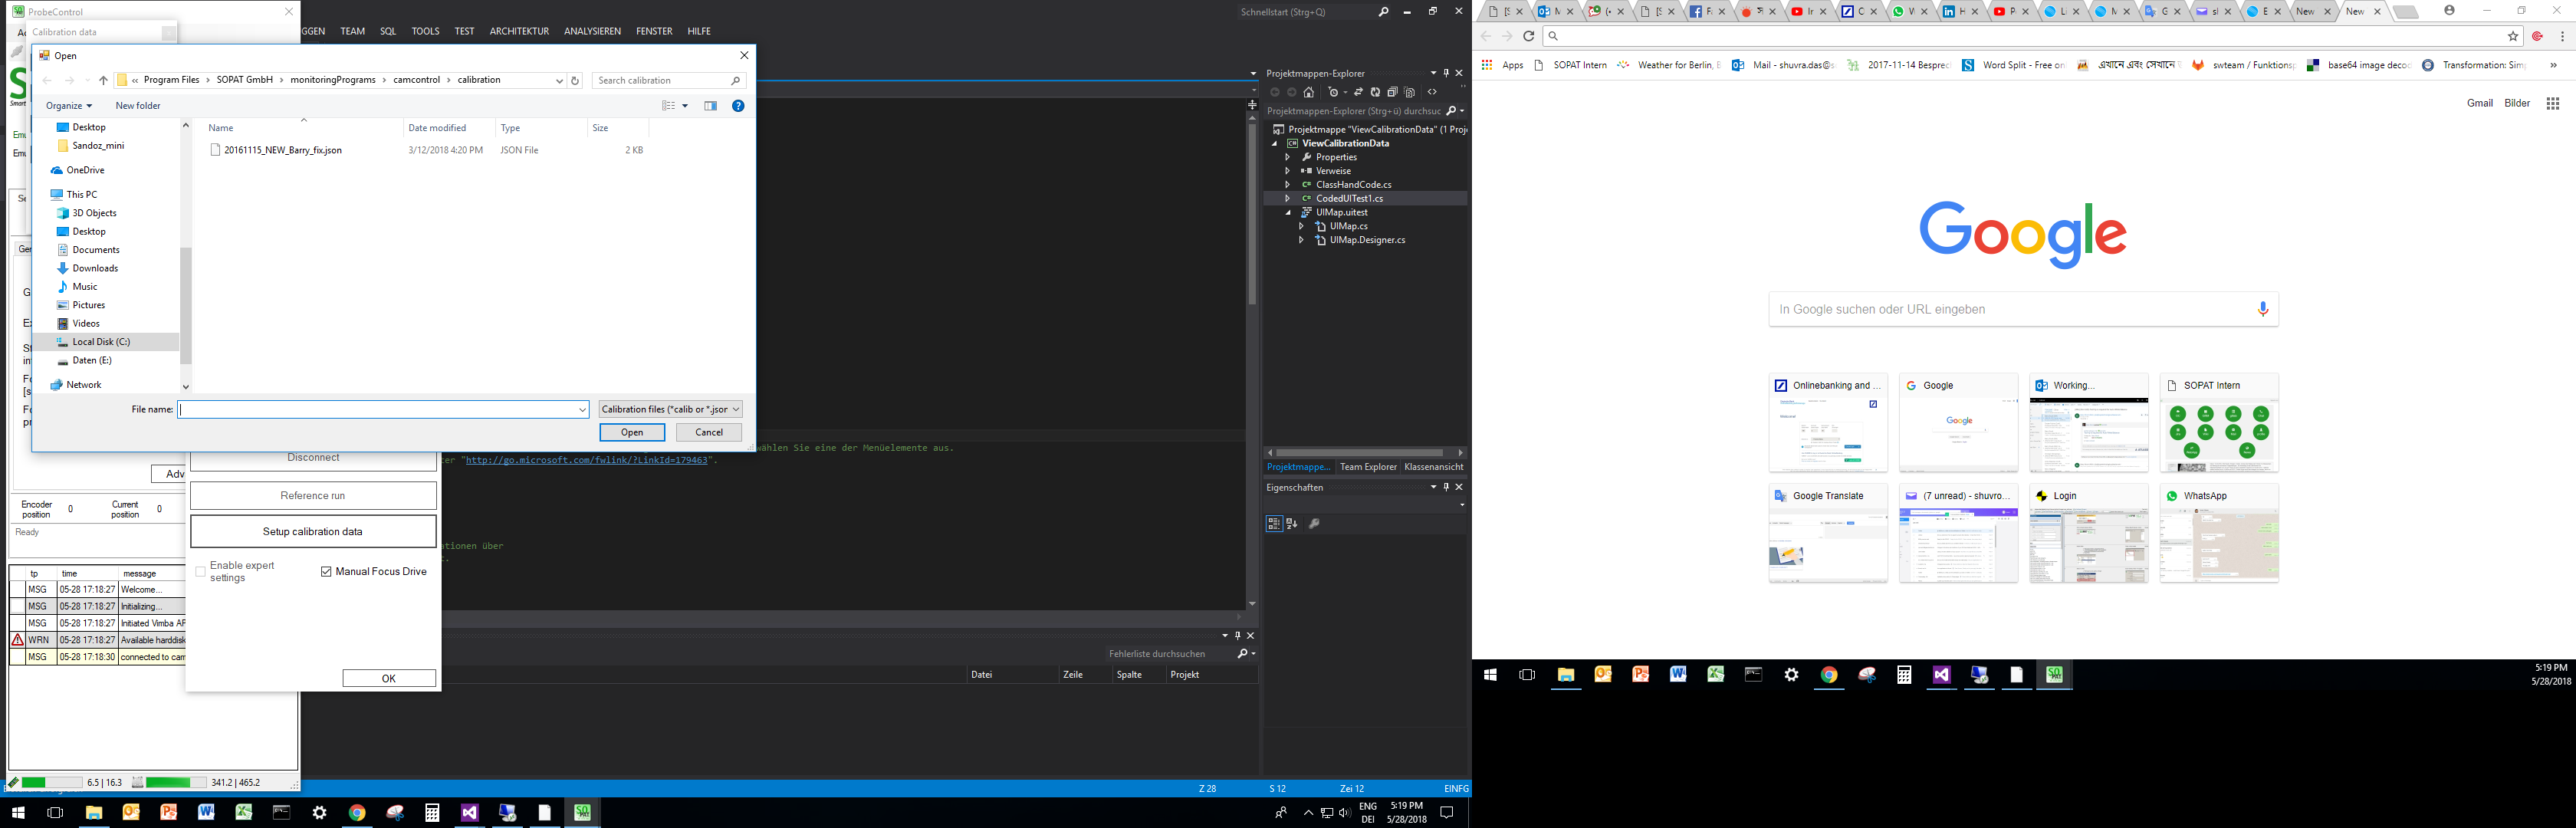 ProbeControl
Calibration data
Open
Program Files
SOPAT GmbH
monitoringPrograms
camcontrol
calibration
Search calibration
Organize
New folder
Name
Date modified
Type
Size
20161115_NEW_Barry_fix.json
3/12/2018 4:20 PM
JSON File
2 KB
Desktop
Sandoz_mini
OneDrive
This PC
3D Objects
Desktop
Documents
Downloads
Music
Pictures
Videos
Local Disk (C:)
Daten (E:)
Network
File name:
Calibration files (*calib or *.jsor
Open
Cancel
Disconnect
Reference run
Setup calibration data
Enable expert
settings
Manual Focus Drive
OK
Adv
Encoder
position
0
Current
position
0
Ready
tp time message
MSG 05-28 17:18:27 Welcome...
MSG 05-28 17:18:27 Initializing...
MSG 05-28 17:18:27 Initiated Vimba AF
WRN 05-28 17:18:27 Available harddisk
MSG 05-28 17:18:30 connected to cam
6.5 | 16.3
341.2 | 465.2
GGEN TEAM SQL TOOLS TEST ARCHITEKTUR ANALYSIEREN FENSTER HILFE
Schnellstart (Strg+Q)
wählen Sie eine der Menüelemente aus.
ter "http://go.microsoft.com/fwlink/?LinkId=179463".
ationen über
t.
Projektmappen-Explorer
Projektmappen-Explorer (Strg+ü) durchsuc
Projektmappe "ViewCalibrationData" (1 Proje
ViewCalibrationData
Properties
Verweise
ClassHandCode.cs
CodedUITest1.cs
UIMap.uitest
UIMap.cs
UIMap.Designer.cs
Projektmappe...
Team Explorer
Klassenansicht
Eigenschaften
Fehlerliste durchsuchen
Datei
Zeile
Spalte
Projekt
Z 28
S 12
Zei 12
EINFG
ENG
DEI
5:19 PM
5/28/2018
New
New
Apps
SOPAT Intern
Weather for Berlin, B
Mail - shuvra.das@s
2017-11-14 Besprec
Word Split - Free on
এখানে এবং সেখানে
swteam / Funktionsp
base64 image decod
Transformation: Sim
Gmail
Bilder
Google
In Google suchen oder URL eingeben
Onlinebanking and ...
Google
Working...
SOPAT Intern
Google Translate
(7 unread) - shuvro...
Login
WhatsApp
5:19 PM
5/28/2018